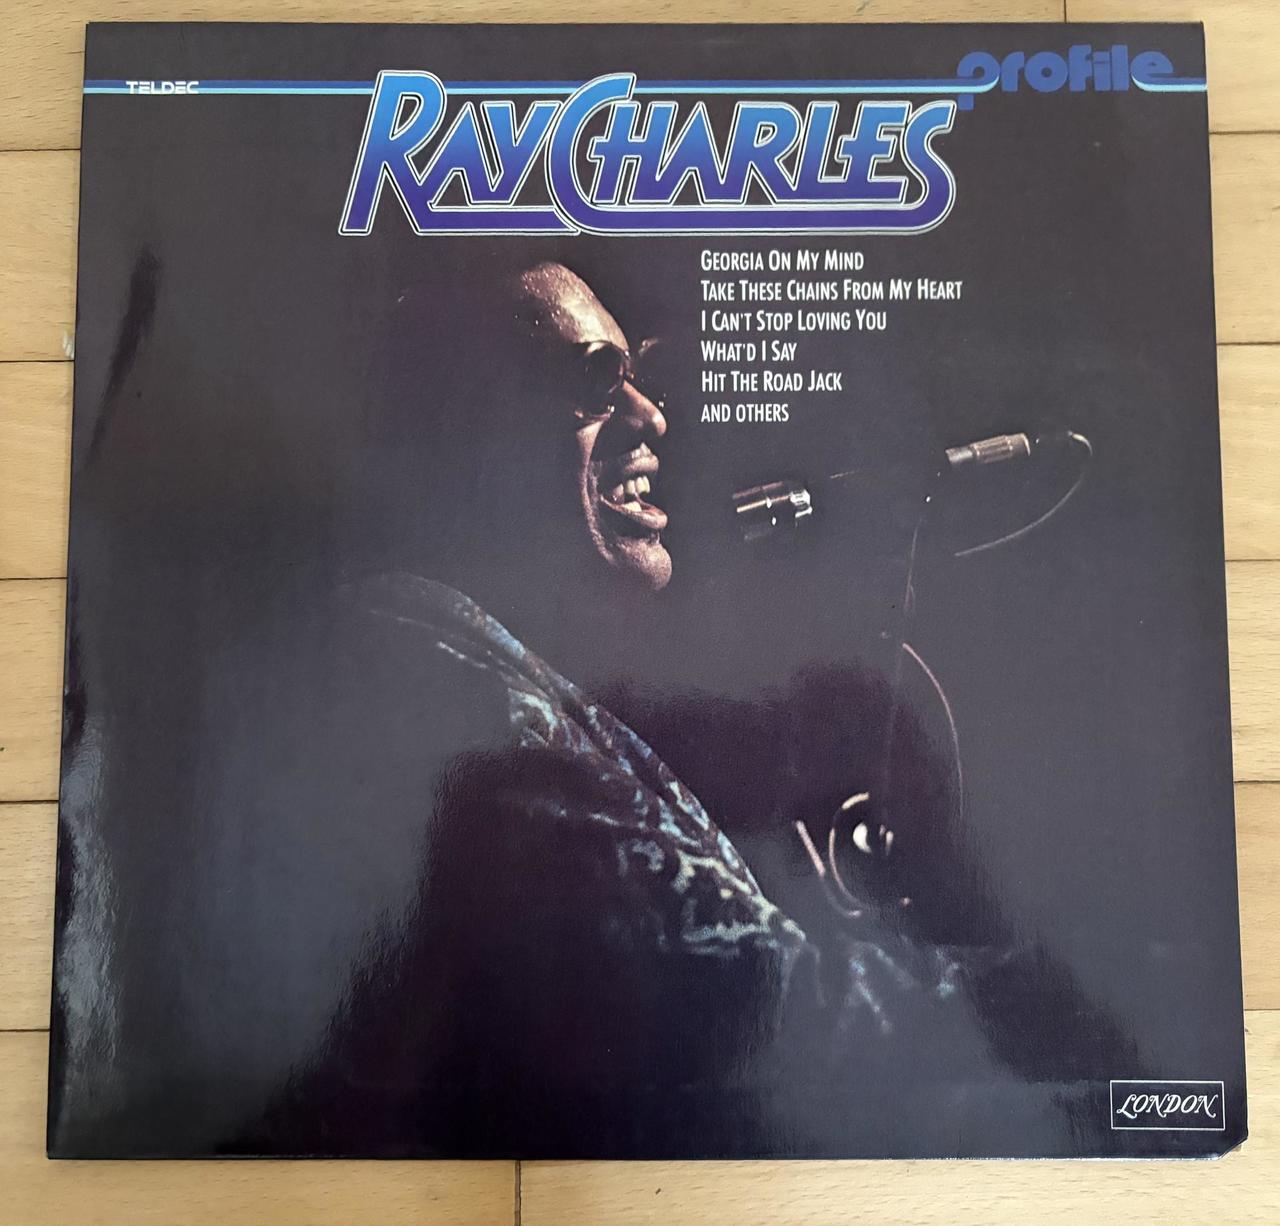 TELDEC
profile
RAY CHARLES
GEORGIA ON MY MIND
TAKE THESE CHAINS FROM MY HEART
I CAN'T STOP LOVING YOU
WHAT'D I SAY
HIT THE ROAD JACK
AND OTHERS
LONDON